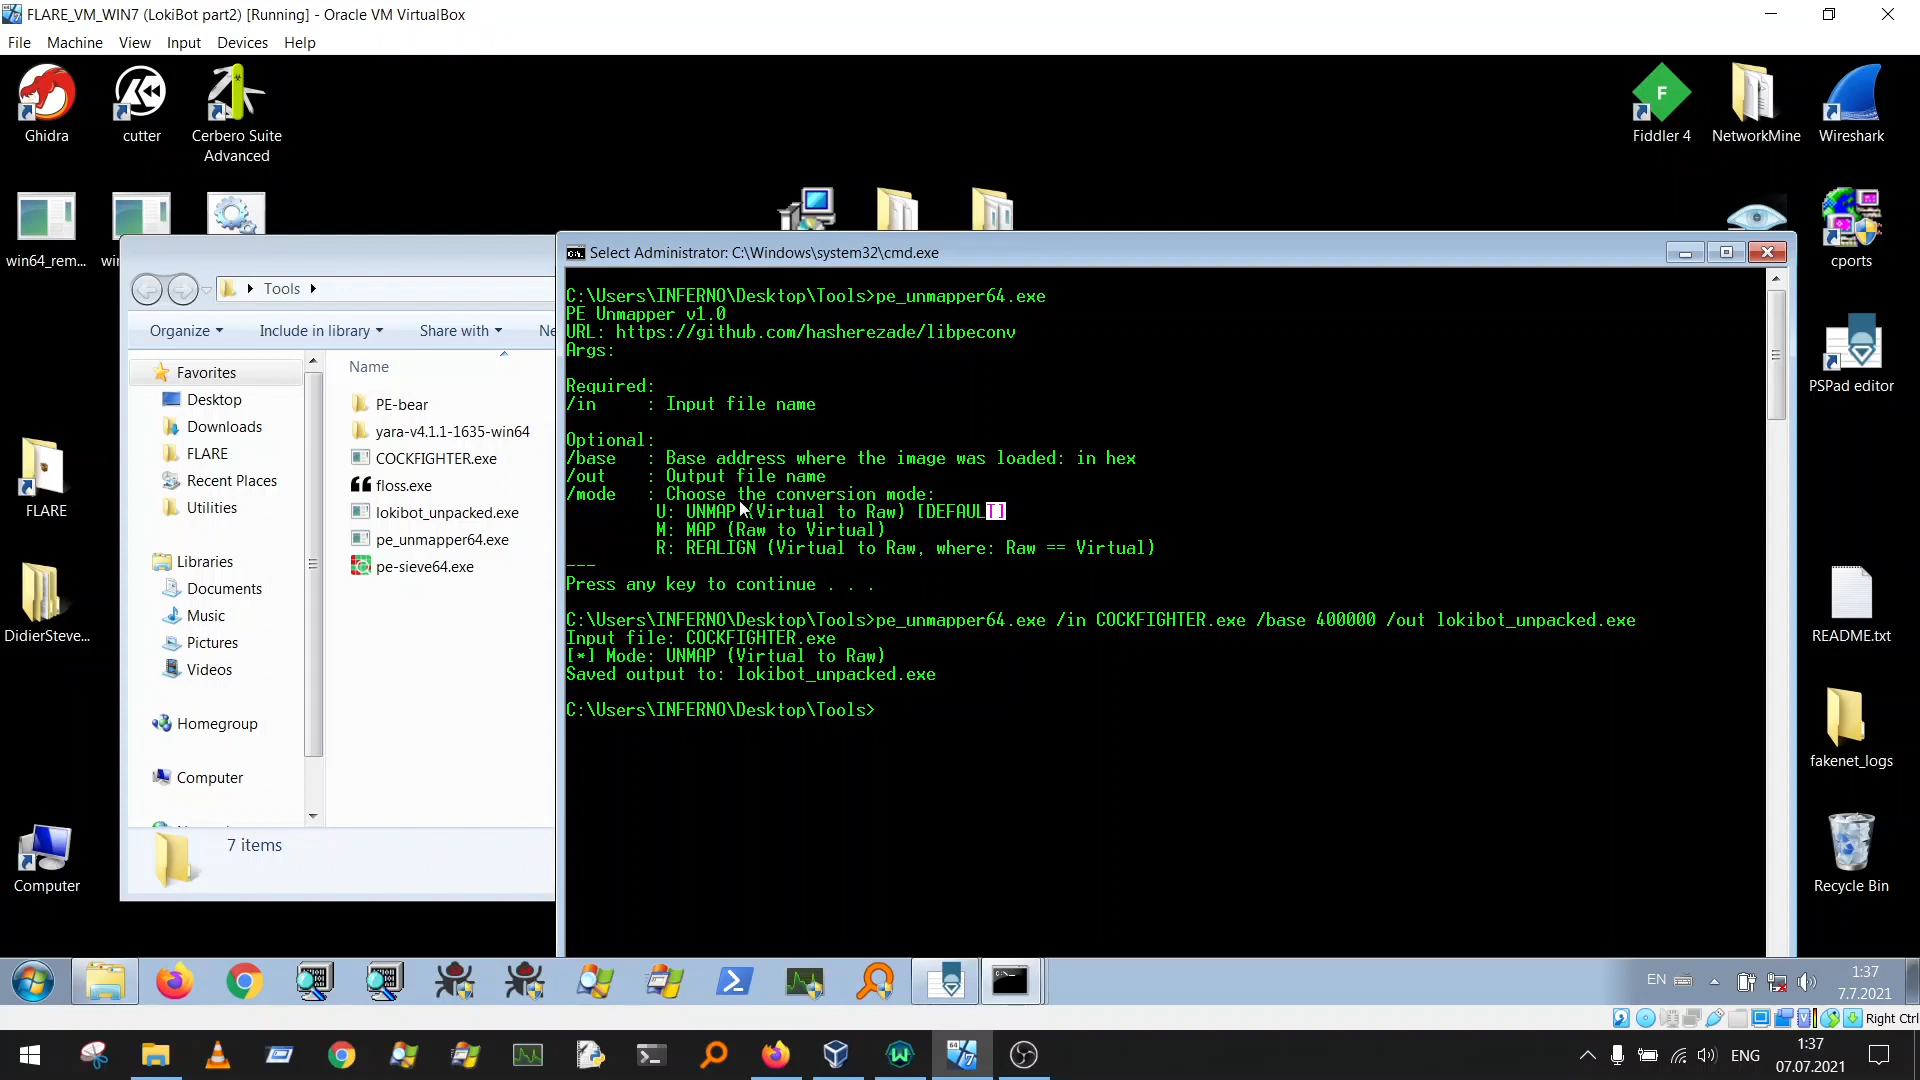 FLARE_VM_WIN7 (LokiBot part2) [Running] - Oracle VM VirtualBox
File Machine View Input Devices Help
Ghidra
cutter
Cerbero Suite
Advanced
Fiddler 4
NetworkMine
Wireshark
win64_rem...
cports
PSPad editor
FLARE
DidierSteve...
README.txt
fakenet_logs
Computer
Recycle Bin
Tools
Organize
Include in library
Share with
Ne
Favorites
Desktop
Downloads
FLARE
Recent Places
Utilities
Libraries
Documents
Music
Pictures
Videos
Homegroup
Computer
Name
PE-bear
yara-v4.1.1-1635-win64
COCKFIGHTER.exe
floss.exe
lokibot_unpacked.exe
pe_unmapper64.exe
pe-sieve64.exe
7 items
Select Administrator: C:\Windows\system32\cmd.exe
C:\Users\INFERNO\Desktop\Tools>pe_unmapper64.exe
PE Unmapper v1.0
URL: https://github.com/hasherezade/libpeconv
Args:
Required:
/in : Input file name
Optional:
/base : Base address where the image was loaded: in hex
/out : Output file name
/mode : Choose the conversion mode:
U: UNMAP (Virtual to Raw) [DEFAULT]
M: MAP (Raw to Virtual)
R: REALIGN (Virtual to Raw, where: Raw == Virtual)
---
Press any key to continue . . .
C:\Users\INFERNO\Desktop\Tools>pe_unmapper64.exe /in COCKFIGHTER.exe /base 400000 /out lokibot_unpacked.exe
Input file: COCKFIGHTER.exe
[*] Mode: UNMAP (Virtual to Raw)
Saved output to: lokibot_unpacked.exe
C:\Users\INFERNO\Desktop\Tools>
EN
1:37
7.7.2021
Right Ctrl
ENG
1:37
07.07.2021